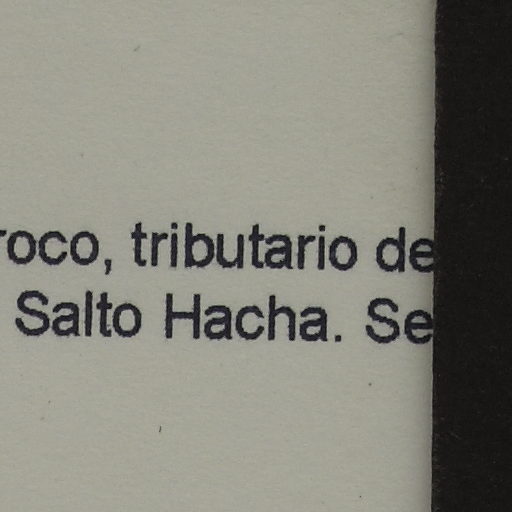 roco, tributario de
Salto Hacha. Se